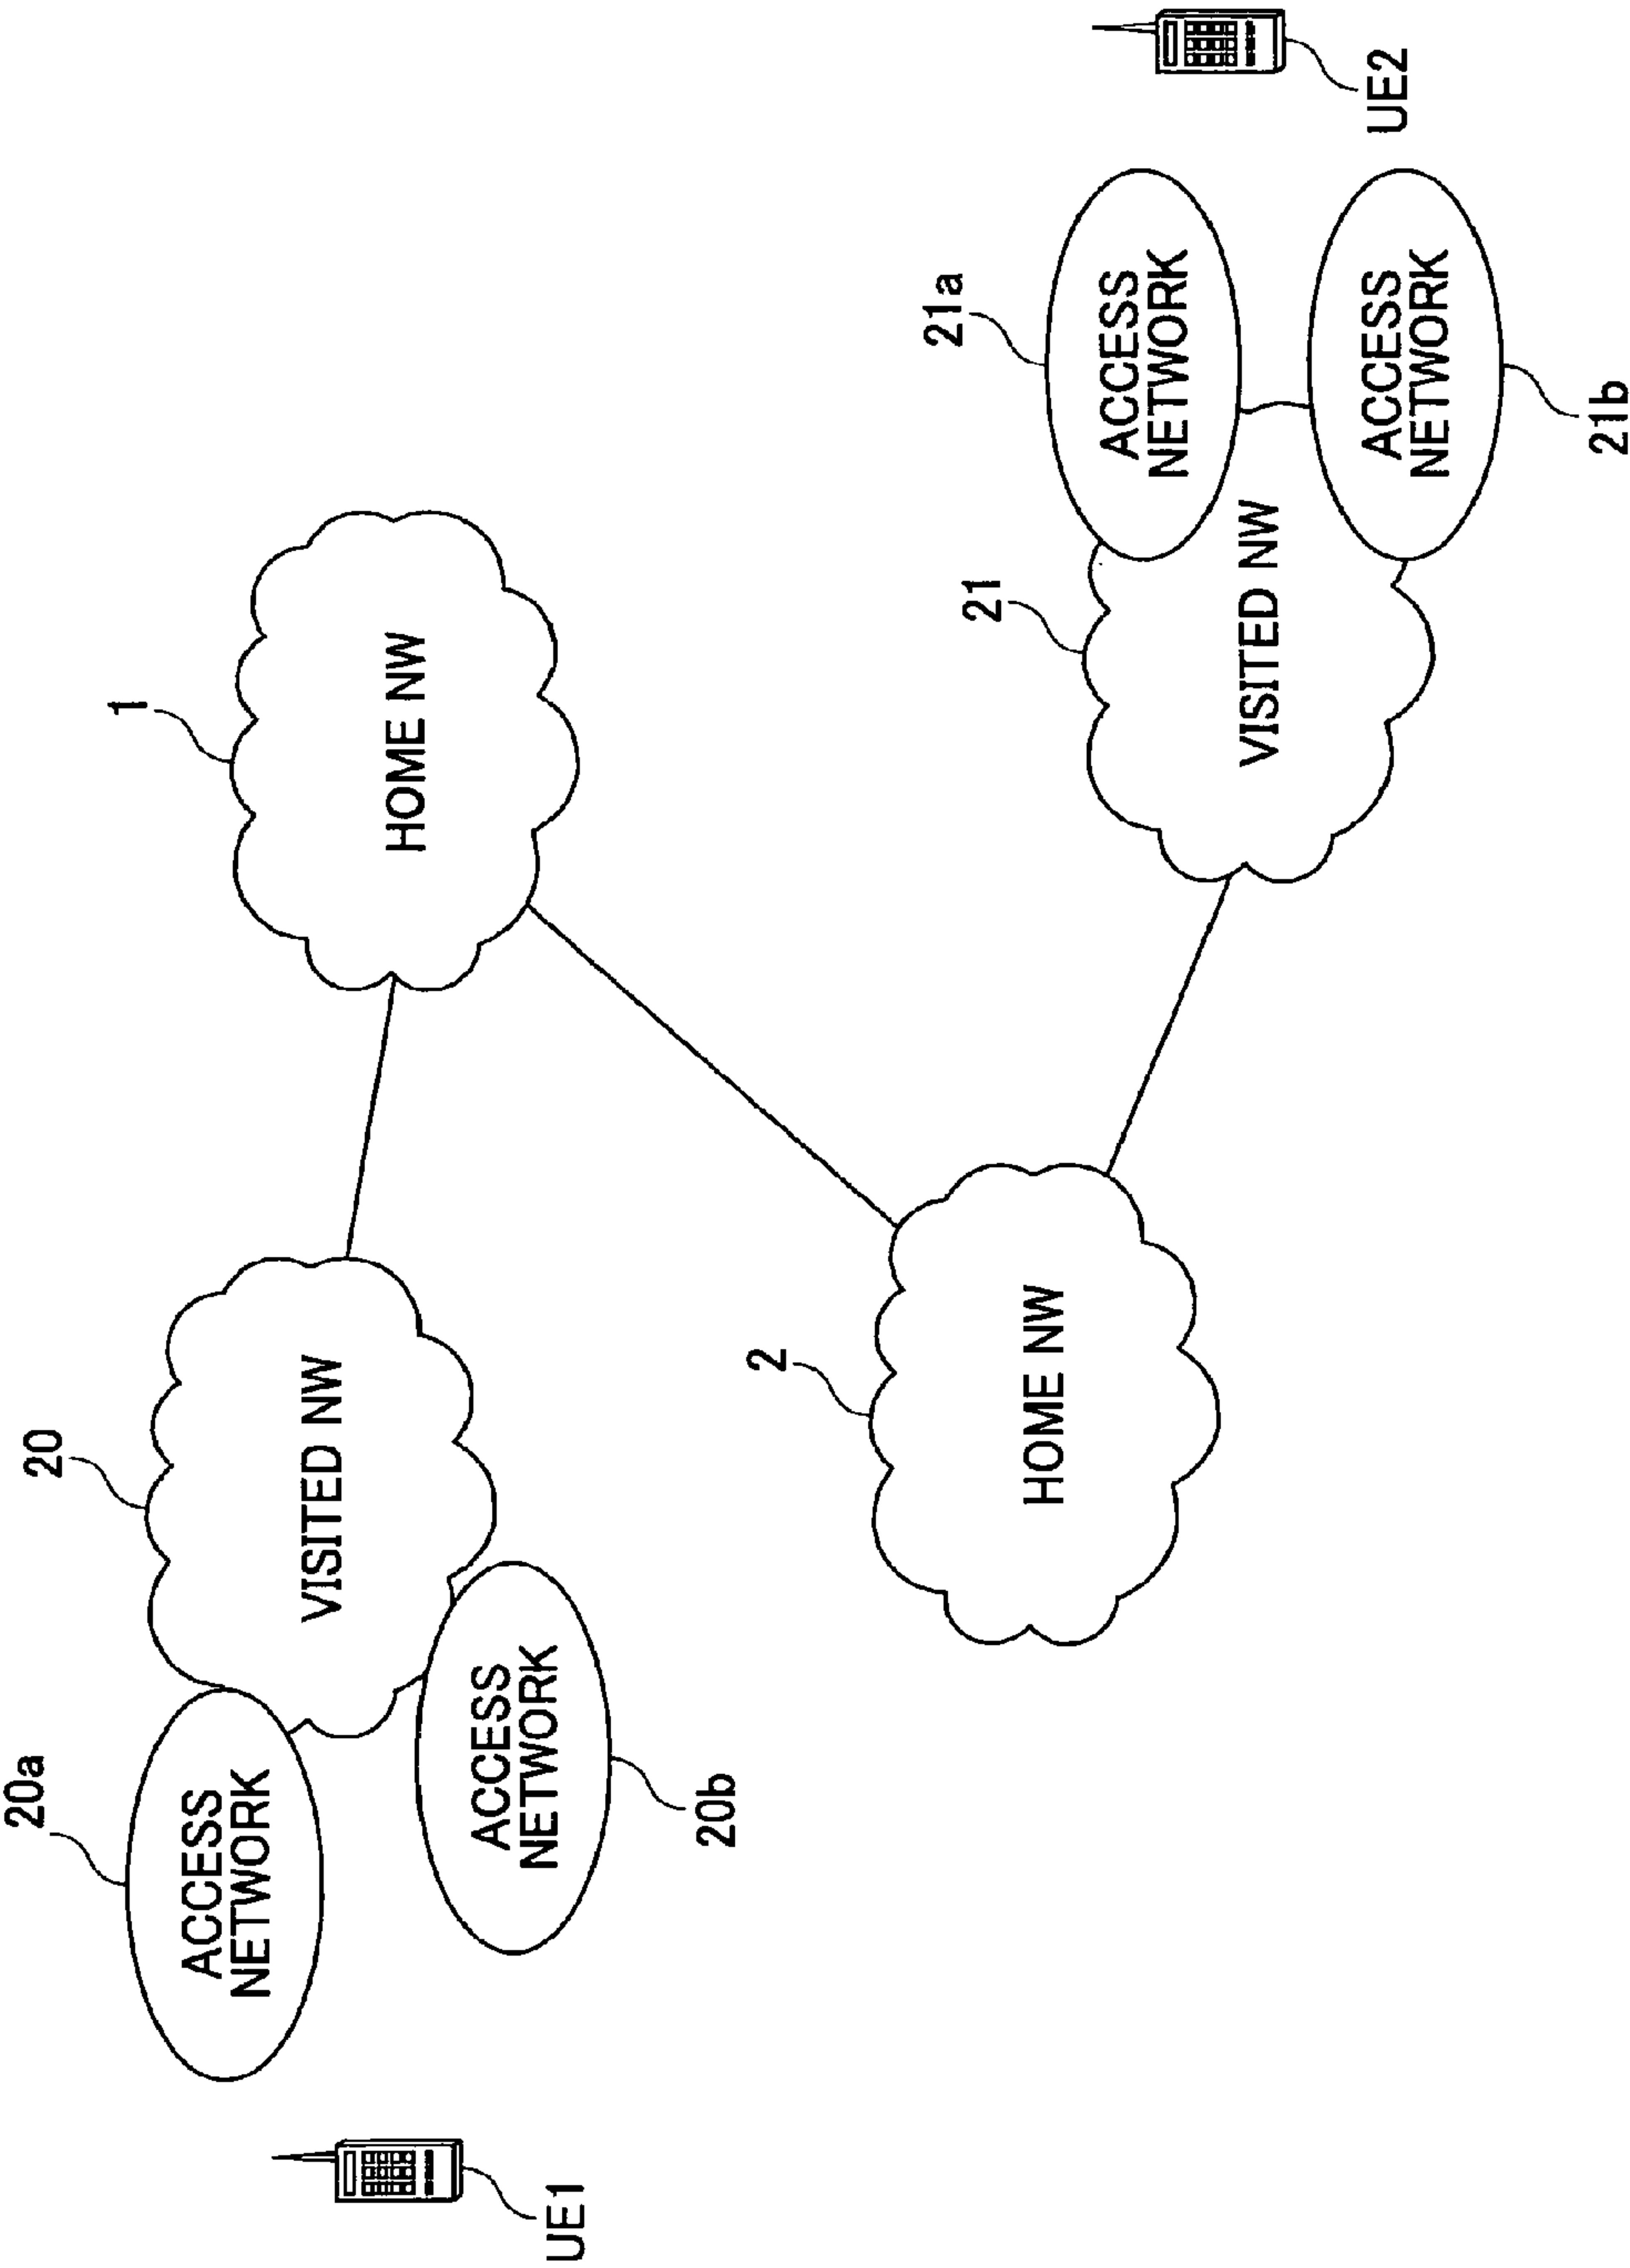 UE1
20a
ACCESS
NETWORK
20b
ACCESS
NETWORK
20
VISITED NW
1
HOME NW
2
HOME NW
21
VISITED NW
21a
ACCESS
NETWORK
21b
ACCESS
NETWORK
UE2